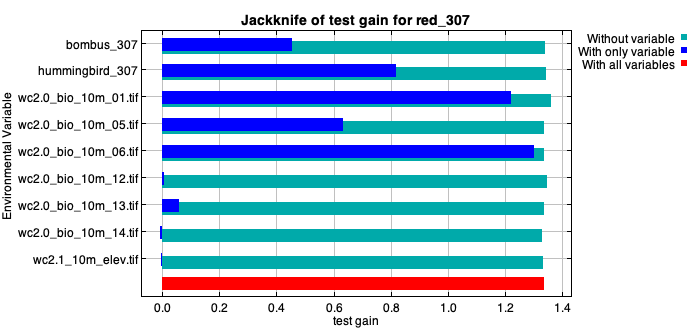 Jackknife of test gain for red_307
Without variable
With only variable
With all variables
Environmental Variable
bombus_307
hummingbird_307
wc2.0_bio_10m_01.tif
wc2.0_bio_10m_05.tif
wc2.0_bio_10m_06.tif
wc2.0_bio_10m_12.tif
wc2.0_bio_10m_13.tif
wc2.0_bio_10m_14.tif
wc2.1_10m_elev.tif
0.0 0.2 0.4 0.6 0.8 1.0 1.2 1.4
test gain